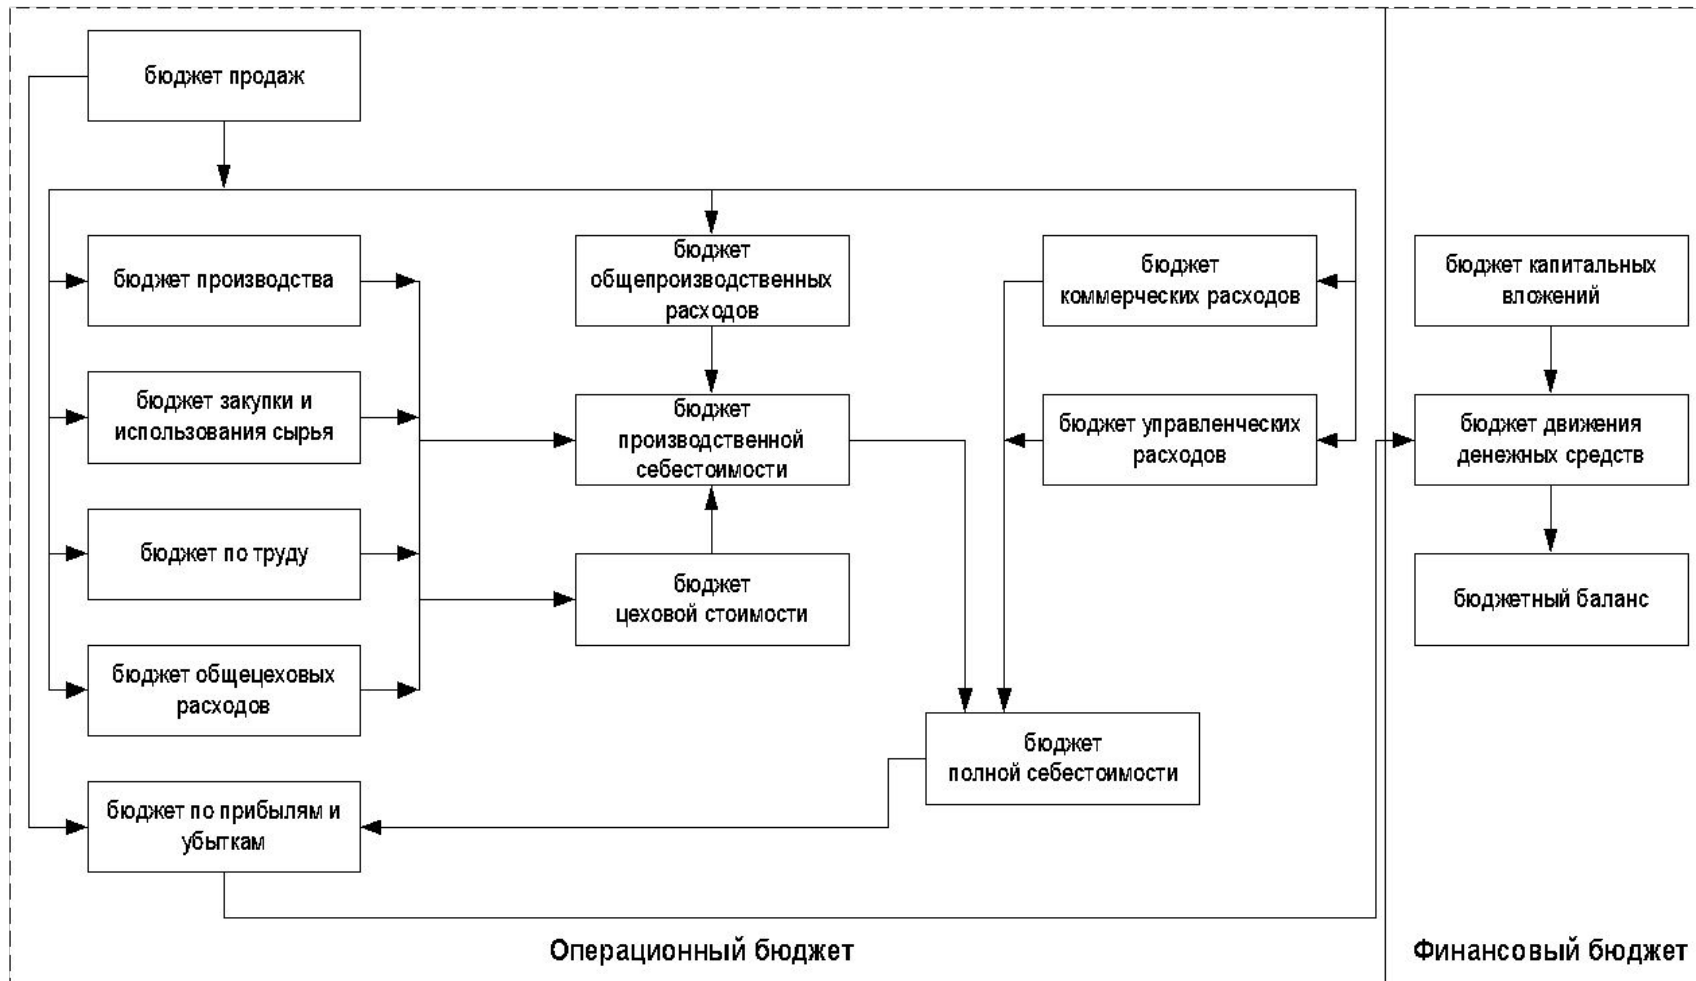 бюджет продаж
бюджет производства
бюджет
общепроизводственных
расходов
бюджет
коммерческих расходов
бюджет капитальных
вложений
бюджет закупки и
использования сырья
бюджет
производственной
себестоимости
бюджет управленческих
расходов
бюджет движения
денежных средств
бюджет по труду
бюджет
цеховой стоимости
бюджетный баланс
бюджет общецеховых
расходов
бюджет
полной себестоимости
бюджет по прибылям и
убыткам
Операционный бюджет
Финансовый бюджет